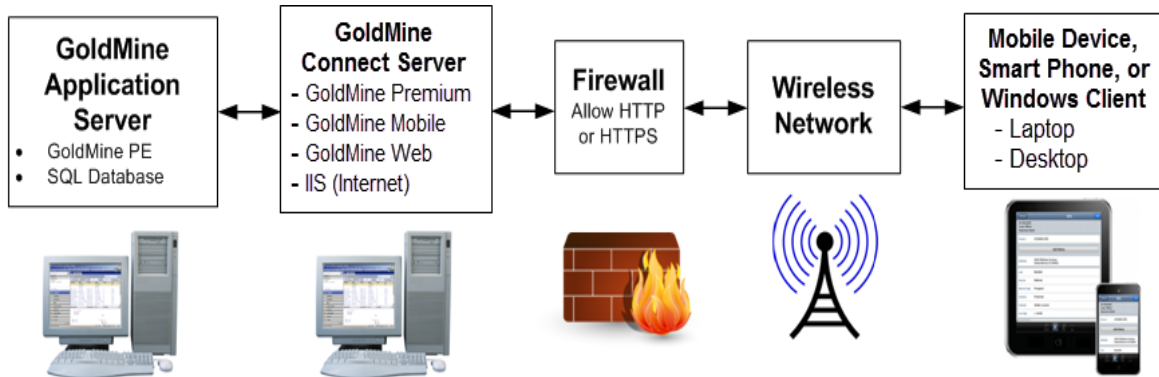 GoldMine
Application
Server
• GoldMine PE
• SQL Database
GoldMine
Connect Server
- GoldMine Premium
- GoldMine Mobile
- GoldMine Web
- IIS (Internet)
Firewall
Allow HTTP
or HTTPS
Wireless
Network
Mobile Device,
Smart Phone, or
Windows Client
- Laptop
- Desktop